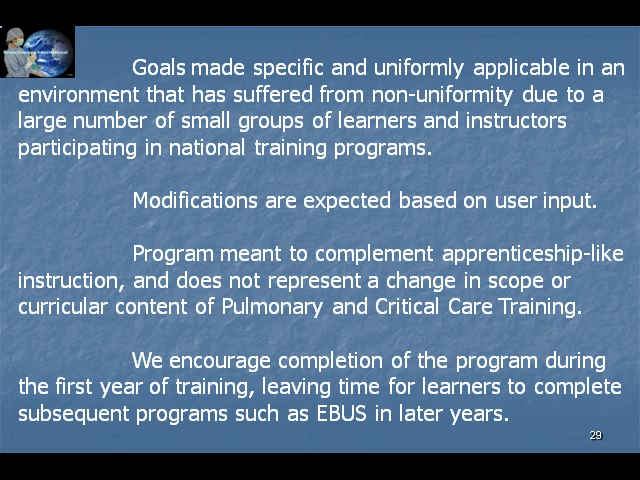 Goals made specific and uniformly applicable in an
environment that has suffered from non-uniformity due to a
large number of small groups of learners and instructors
participating in national training programs.
Modifications are expected based on user input.
Program meant to complement apprenticeship-like
instruction, and does not represent a change in scope or
curricular content of Pulmonary and Critical Care Training.
We encourage completion of the program during
the first year of training, leaving time for learners to complete
subsequent programs such as EBUS in later years.
29